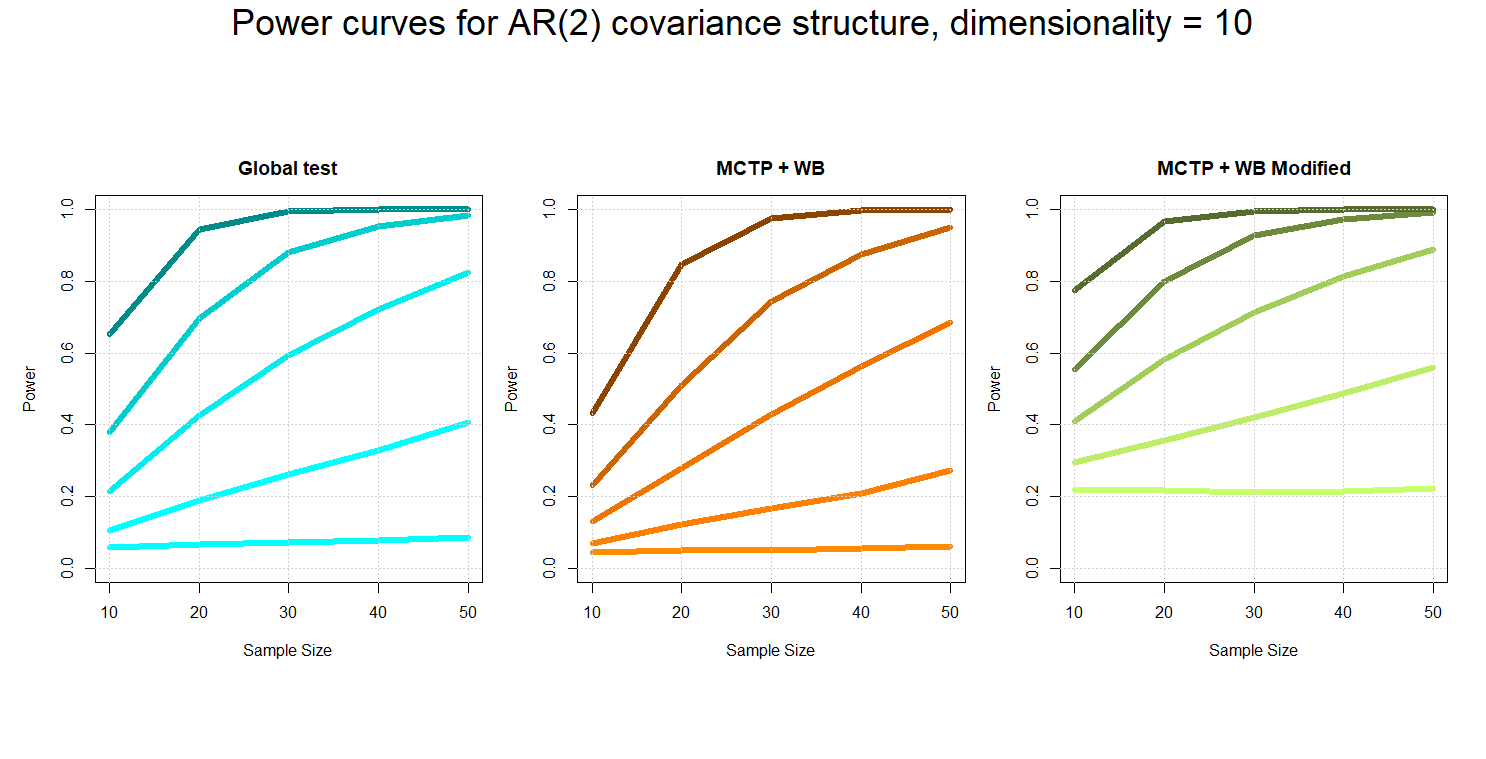 Power curves for AR(2) covariance structure, dimensionality = 10
Global test
MCTP + WB
MCTP + WB Modified
Power
1.0
0.8
0.6
0.4
0.2
0.0
10 20 30 40 50
Sample Size
Power
1.0
0.8
0.6
0.4
0.2
0.0
10 20 30 40 50
Sample Size
Power
1.0
0.8
0.6
0.4
0.2
0.0
10 20 30 40 50
Sample Size